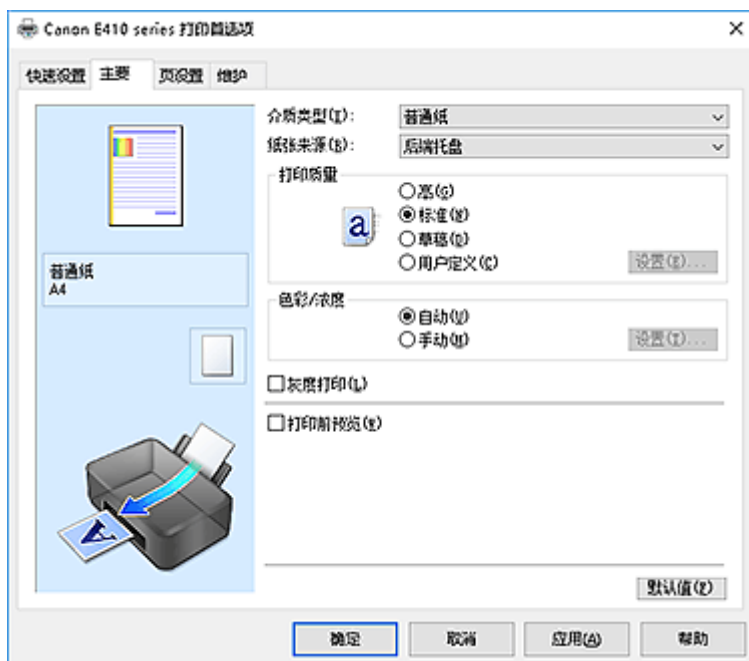 Canon E410 series 打印首选项
快速设置 主要 页设置 维护
介质类型(I): 普通纸
纸张来源(B): 后端托盘
打印质量
高(G)
标准(N)
草稿(D)
用户定义(C) 设置(E)...
普通纸
A4
色彩/浓度
自动(U)
手动(M) 设置(T)...
灰度打印(L)
打印前预览(E)
默认值(F)
确定 取消 应用(A) 帮助
a
A